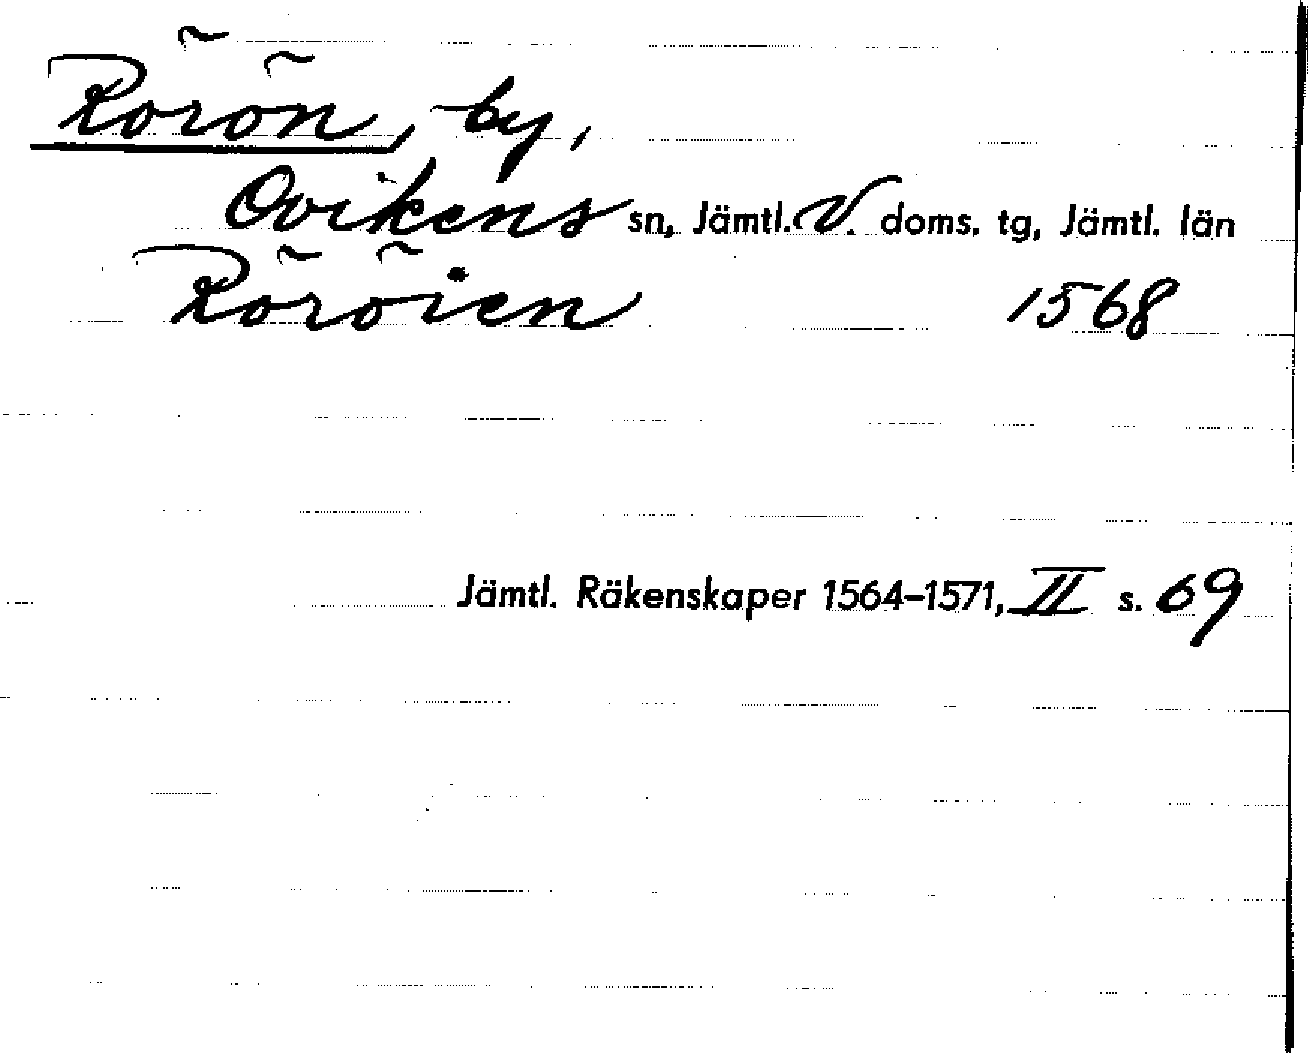 Rörön, by,
Ovikens sn, Jämtl. V. doms. tg, Jämtl. län
Röröien 1568
Jämtl. Räkenskaper 1564–1571, II s. 69